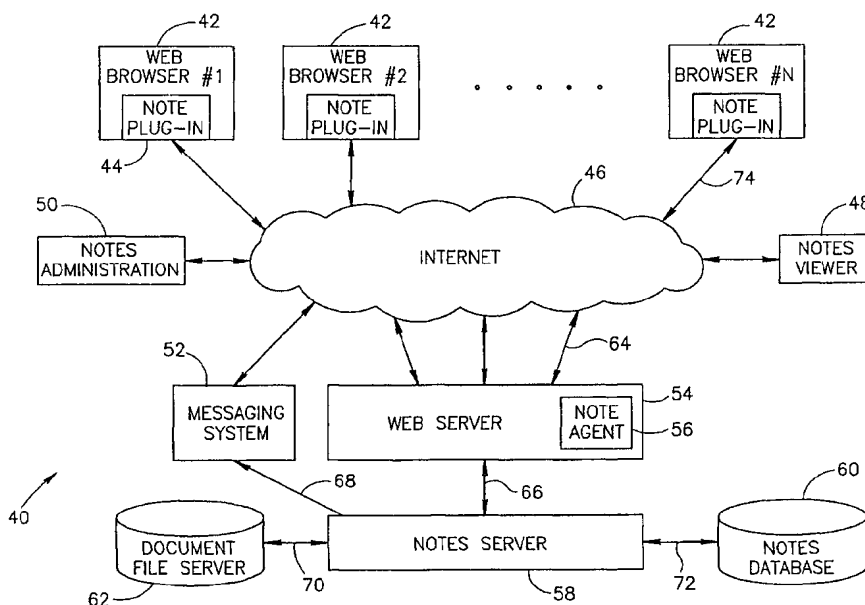 42
42
42
WEB
BROWSER #1
WEB
BROWSER #2
WEB
BROWSER #N
NOTE
PLUG-IN
NOTE
PLUG-IN
NOTE
PLUG-IN
44
46
74
50
48
NOTES
ADMINISTRATION
INTERNET
NOTES
VIEWER
52
64
MESSAGING
SYSTEM
WEB SERVER
NOTE
AGENT
54
56
68
66
60
40
DOCUMENT
FILE SERVER
NOTES SERVER
NOTES
DATABASE
62
70
58
72